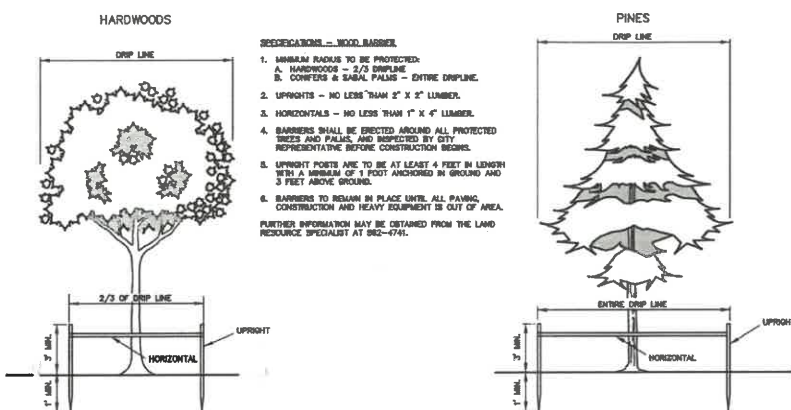 HARDWOODS
DRIP LINE
2/3 OF DRIP LINE
UPRIGHT
HORIZONTAL
3' MIN.
1' MIN.
SPECIFICATIONS - WOOD BARRIER
1. MINIMUM RADIUS TO BE PROTECTED:
A. HARDWOODS - 2/3 DRIPLINE
B. CONIFERS & SABAL PALMS - ENTIRE DRIPLINE.
2. UPRIGHTS - NO LESS THAN 2" X 2" LUMBER.
3. HORIZONTALS - NO LESS THAN 1" X 4" LUMBER.
4. BARRIERS SHALL BE ERECTED AROUND ALL PROTECTED
TREES AND PALMS, AND INSPECTED BY CITY
REPRESENTATIVE BEFORE CONSTRUCTION BEGINS.
5. UPRIGHT POSTS ARE TO BE AT LEAST 4 FEET IN LENGTH
WITH A MINIMUM OF 1 FOOT ANCHORED IN GROUND AND
3 FEET ABOVE GROUND.
6. BARRIERS TO REMAIN IN PLACE UNTIL ALL PAVING,
CONSTRUCTION AND HEAVY EQUIPMENT IS OUT OF AREA.
FURTHER INFORMATION MAY BE OBTAINED FROM THE LAND
RESOURCE SPECIALIST AT 982-4741.
PINES
DRIP LINE
ENTIRE DRIP LINE
UPRIGHT
HORIZONTAL
3' MIN.
1' MIN.